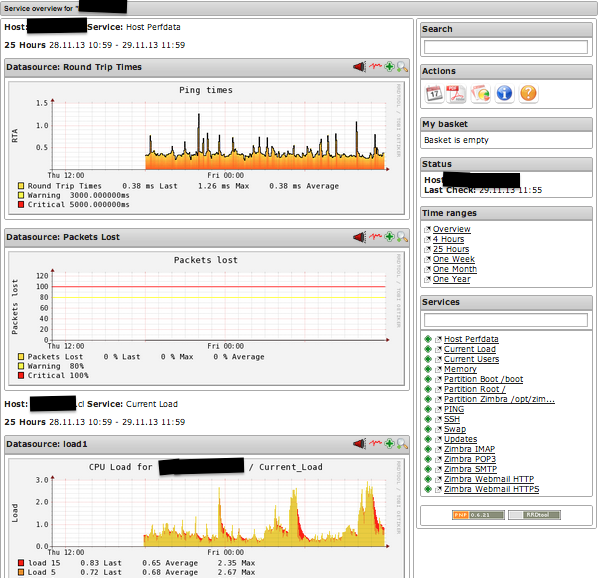 Service overview for "
Host: Service: Host Perfdata
25 Hours 28.11.13 10:59 - 29.11.13 11:59
Datasource: Round Trip Times
Ping times
RTA
1.5
1.0
0.5
Thu 12:00 Fri 00:00
Round Trip Times 0.38 ms Last 1.26 ms Max 0.38 ms Average
Warning 3000.000000ms
Critical 5000.000000ms
RRDTOOL / TOBI OETIKER
Datasource: Packets Lost
Packets lost
Packets lost
120
100
80
60
40
20
0
Thu 12:00 Fri 00:00
Packets Lost 0 % Last 0 % Max 0 % Average
Warning 80%
Critical 100%
RRDTOOL / TOBI OETIKER
Host: .cl Service: Current Load
25 Hours 28.11.13 10:59 - 29.11.13 11:59
Datasource: load1
CPU Load for / Current_Load
Load
3.0
2.0
1.0
0.0
Thu 12:00 Fri 00:00
load 15 0.83 Last 0.65 Average 2.35 Max
Load 5 0.72 Last 0.68 Average 2.67 Max
RRDTOOL / TOBI OETIKER
Search
Actions
17
PDF
My basket
Basket is empty
Status
Host:
Last Check: 29.11.13 11:55
Time ranges
Overview
4 Hours
25 Hours
One Week
One Month
One Year
Services
Host Perfdata
Current Load
Current Users
Memory
Partition Boot /boot
Partition Root /
Partition Zimbra /opt/zim...
PING
SSH
Swap
Updates
Zimbra IMAP
Zimbra POP3
Zimbra SMTP
Zimbra Webmail HTTP
Zimbra Webmail HTTPS
PNP 0.6.21
RRDtool